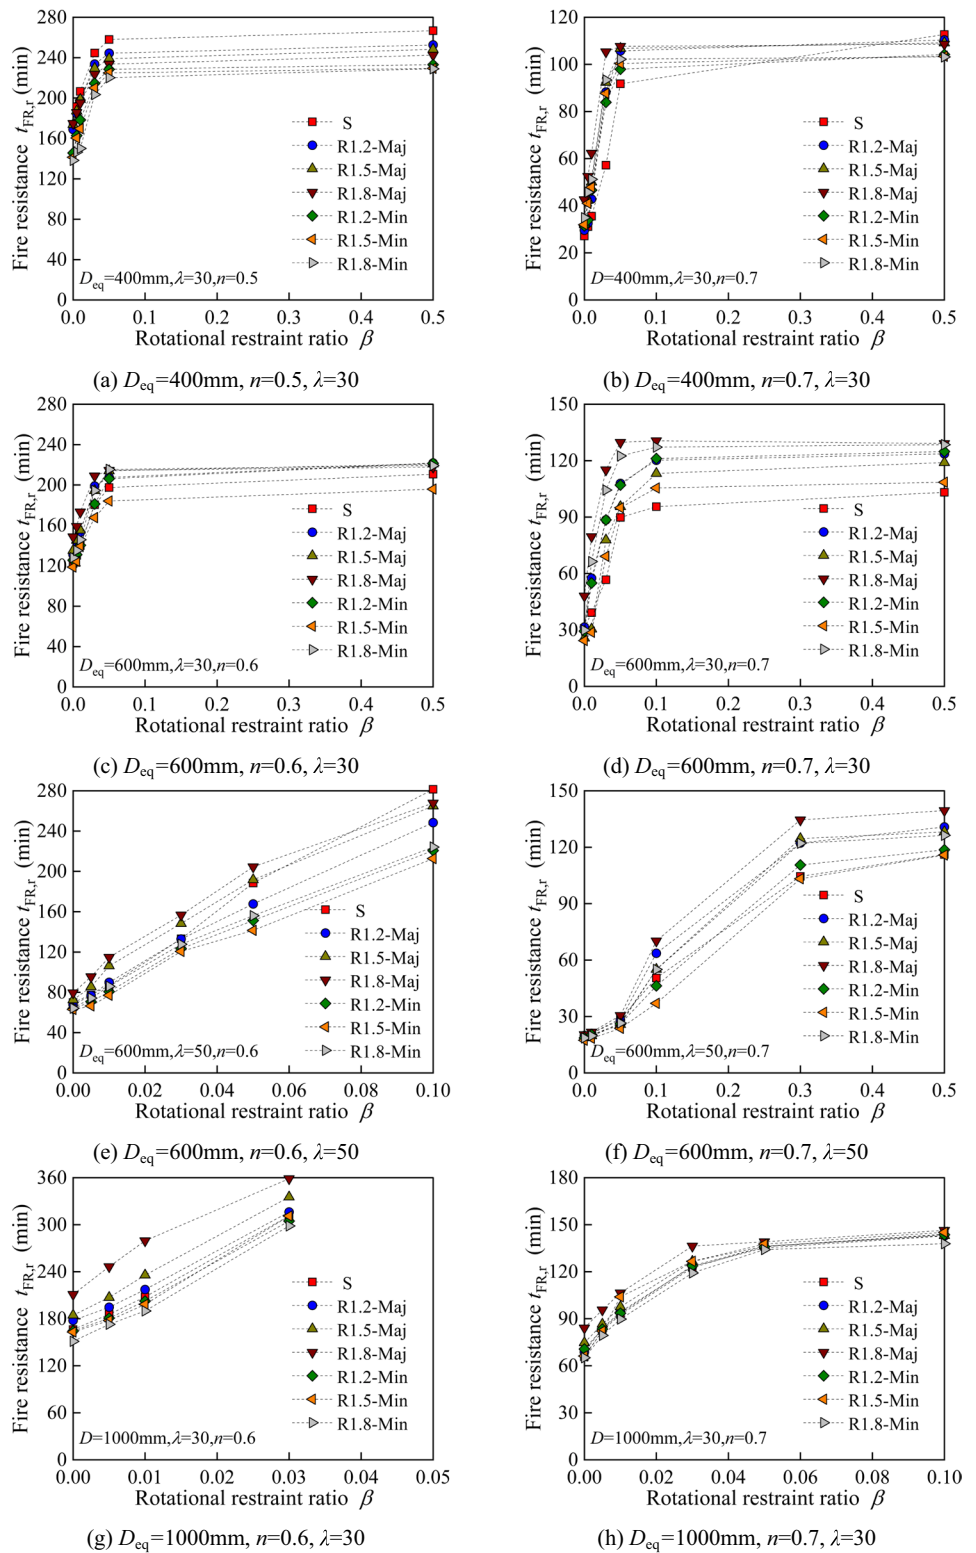 280
240
200
160
120
80
40
0
Fire resistance tFR,r (min)
S
R1.2-Maj
R1.5-Maj
R1.8-Maj
R1.2-Min
R1.5-Min
R1.8-Min
Deq=400mm,λ=30,n=0.5
0.0 0.1 0.2 0.3 0.4 0.5
Rotational restraint ratio β
(a) Deq=400mm, n=0.5, λ=30
120
100
80
60
40
20
0
Fire resistance tFR,r (min)
S
R1.2-Maj
R1.5-Maj
R1.8-Maj
R1.2-Min
R1.5-Min
R1.8-Min
D=400mm,λ=30,n=0.7
0.0 0.1 0.2 0.3 0.4 0.5
Rotational restraint ratio β
(b) Deq=400mm, n=0.7, λ=30
280
240
200
160
120
80
40
0
Fire resistance tFR,r (min)
S
R1.2-Maj
R1.5-Maj
R1.8-Maj
R1.2-Min
R1.5-Min
R1.8-Min
Deq=600mm,λ=30,n=0.6
0.0 0.1 0.2 0.3 0.4 0.5
Rotational restraint ratio β
(c) Deq=600mm, n=0.6, λ=30
150
120
90
60
30
0
Fire resistance tFR,r (min)
S
R1.2-Maj
R1.5-Maj
R1.8-Maj
R1.2-Min
R1.5-Min
R1.8-Min
Deq=600mm,λ=30,n=0.7
0.0 0.1 0.2 0.3 0.4 0.5
Rotational restraint ratio β
(d) Deq=600mm, n=0.7, λ=30
280
240
200
160
120
80
40
0
Fire resistance tFR,r (min)
S
R1.2-Maj
R1.5-Maj
R1.8-Maj
R1.2-Min
R1.5-Min
R1.8-Min
Deq=600mm,λ=50,n=0.6
0.00 0.02 0.04 0.06 0.08 0.10
Rotational restraint ratio β
(e) Deq=600mm, n=0.6, λ=50
150
120
90
60
30
0
Fire resistance tFR,r (min)
S
R1.2-Maj
R1.5-Maj
R1.8-Maj
R1.2-Min
R1.5-Min
R1.8-Min
Deq=600mm,λ=50,n=0.7
0.0 0.1 0.2 0.3 0.4 0.5
Rotational restraint ratio β
(f) Deq=600mm, n=0.7, λ=50
360
300
240
180
120
60
0
Fire resistance tFR,r (min)
S
R1.2-Maj
R1.5-Maj
R1.8-Maj
R1.2-Min
R1.5-Min
R1.8-Min
D=1000mm,λ=30,n=0.6
0.00 0.01 0.02 0.03 0.04 0.05
Rotational restraint ratio β
(g) Deq=1000mm, n=0.6, λ=30
180
150
120
90
60
30
0
Fire resistance tFR,r (min)
S
R1.2-Maj
R1.5-Maj
R1.8-Maj
R1.2-Min
R1.5-Min
R1.8-Min
D=1000mm,λ=30,n=0.7
0.00 0.02 0.04 0.06 0.08 0.10
Rotational restraint ratio β
(h) Deq=1000mm, n=0.7, λ=30